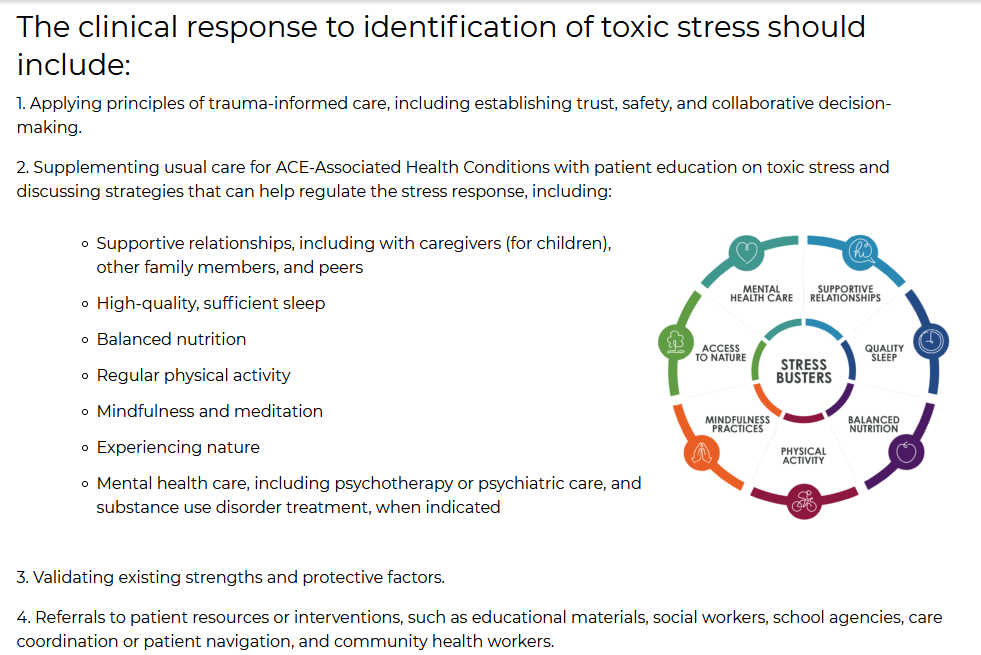 The clinical response to identification of toxic stress should
include:
1. Applying principles of trauma-informed care, including establishing trust, safety, and collaborative decision-
making.
2. Supplementing usual care for ACE-Associated Health Conditions with patient education on toxic stress and
discussing strategies that can help regulate the stress response, including:
Supportive relationships, including with caregivers (for children),
other family members, and peers
High-quality, sufficient sleep
Balanced nutrition
Regular physical activity
Mindfulness and meditation
Experiencing nature
Mental health care, including psychotherapy or psychiatric care, and
substance use disorder treatment, when indicated
hi
MENTAL
HEALTH CARE
SUPPORTIVE
RELATIONSHIPS
ACCESS
TO NATURE
QUALITY
SLEEP
STRESS
BUSTERS
MINDFULNESS
PRACTICES
BALANCED
NUTRITION
PHYSICAL
ACTIVITY
3. Validating existing strengths and protective factors.
4. Referrals to patient resources or interventions, such as educational materials, social workers, school agencies, care
coordination or patient navigation, and community health workers.